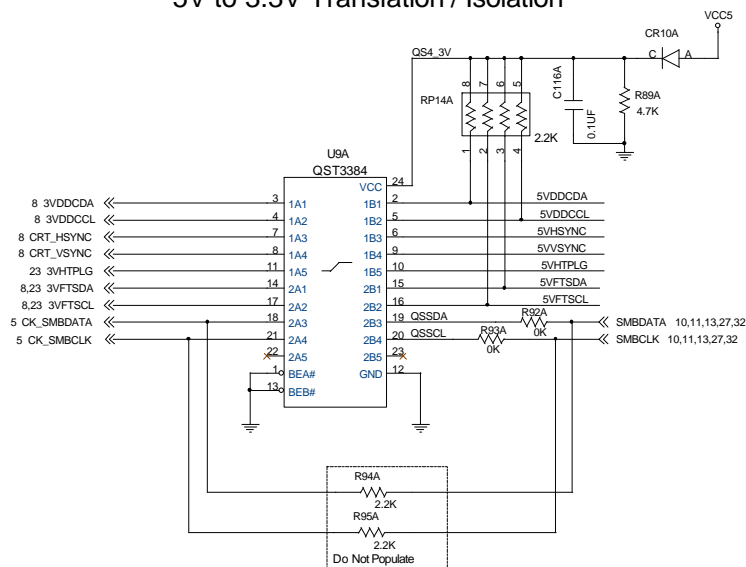 5V to 3.3V Translation / Isolation
VCC5
CR10A
C A
QS4_3V
8 7 6 5
RP14A
2.2K
1 2 3 4
C116A
0.1UF
R89A
4.7K
U9A
QST3384
VCC 24
8 3VDDCDA 3 1A1 1B1 2 5VDDCDA
8 3VDDCCL 4 1A2 1B2 5 5VDDCCL
8 CRT_HSYNC 7 1A3 1B3 6 5VHSYNC
8 CRT_VSYNC 8 1A4 1B4 9 5VVSYNC
23 3VHTPLG 11 1A5 1B5 10 5VHTPLG
8,23 3VFTSDA 14 2A1 2B1 15 5VFTSDA
8,23 3VFTSCL 17 2A2 2B2 16 5VFTSCL
5 CK_SMBDATA 18 2A3 2B3 19 QSSDA R92A 0K SMBDATA 10,11,13,27,32
5 CK_SMBCLK 21 2A4 2B4 20 QSSCL R93A 0K SMBCLK 10,11,13,27,32
22 2A5 2B5 23
1 BEA# GND 12
13 BEB#
R94A
2.2K
R95A
2.2K
Do Not Populate